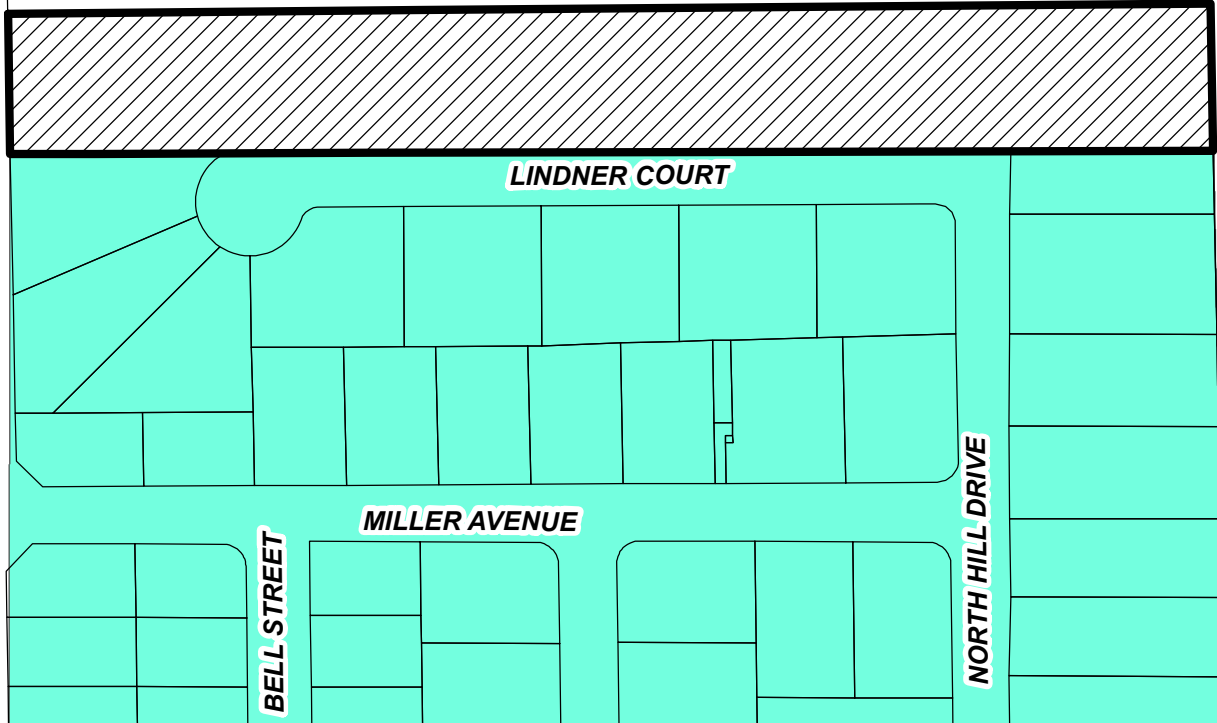 LINDNER COURT
MILLER AVENUE
BELL STREET
NORTH HILL DRIVE